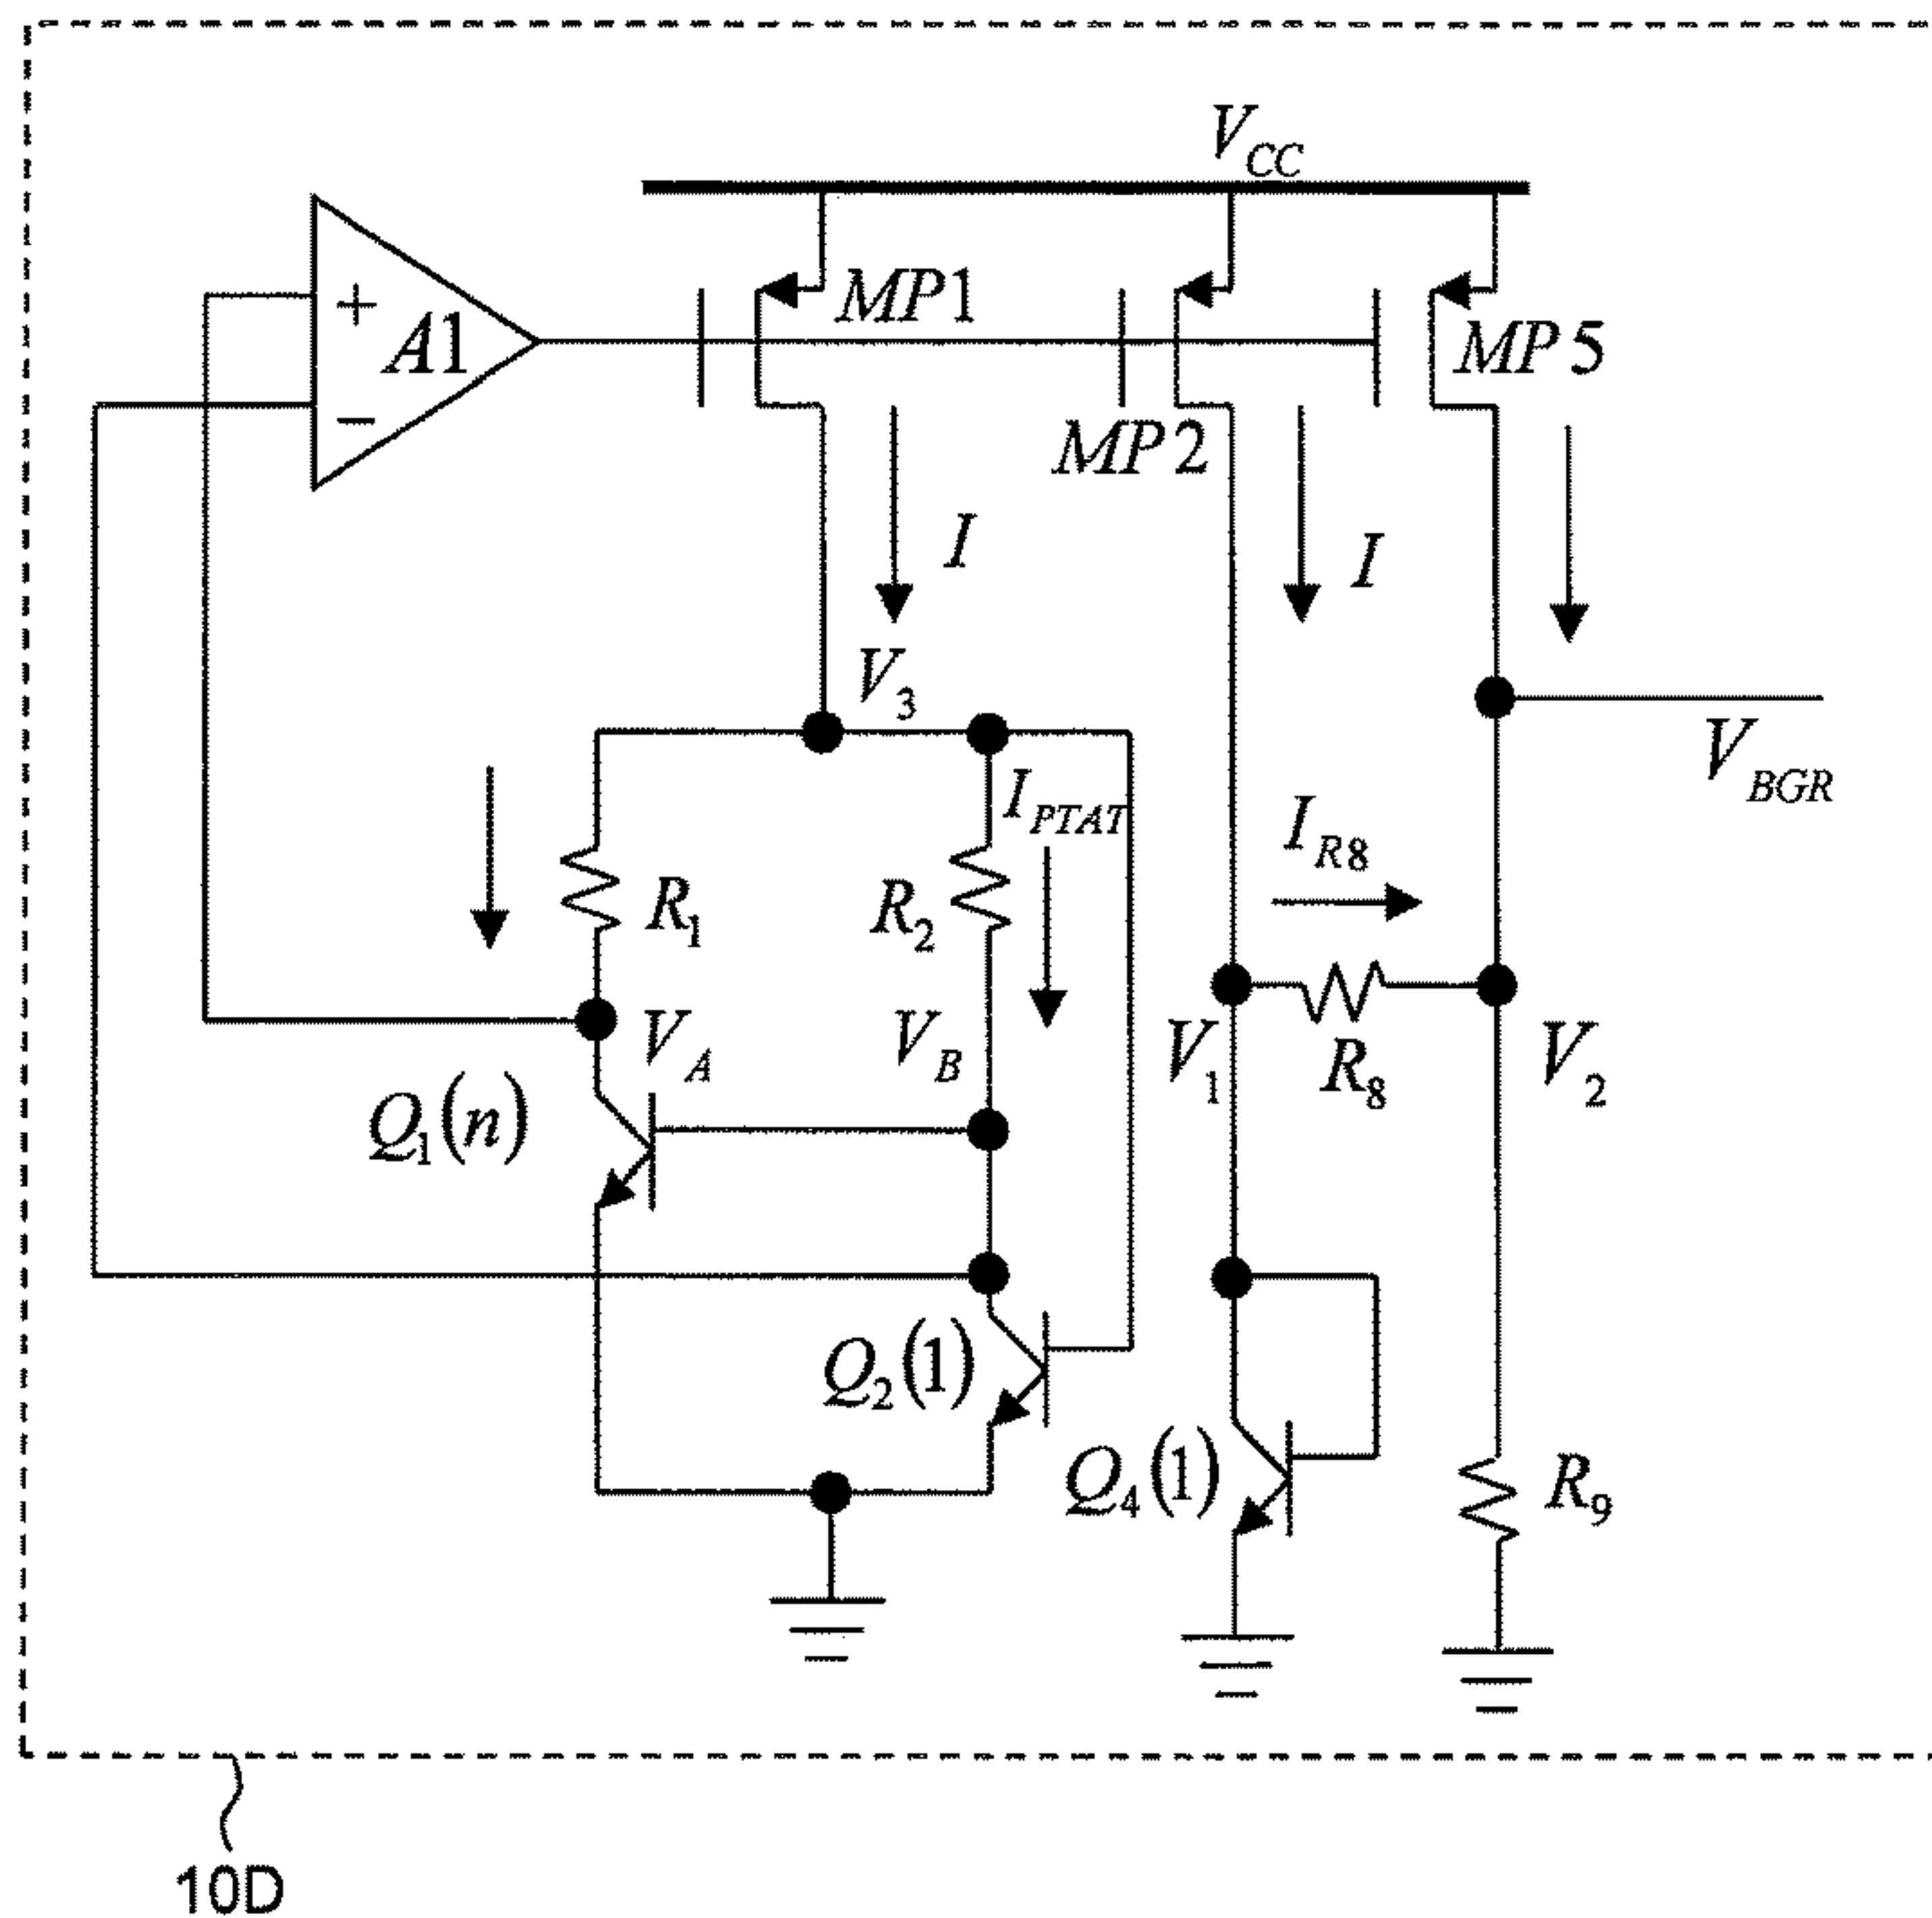 V_CC
+
A1
−
MP1
MP2
MP5
I
I
V_3
I_PTAT
V_BGR
I_R8
R_1
R_2
V_A
V_B
V_1
R_8
V_2
Q_1(n)
Q_2(1)
Q_4(1)
R_9
10D